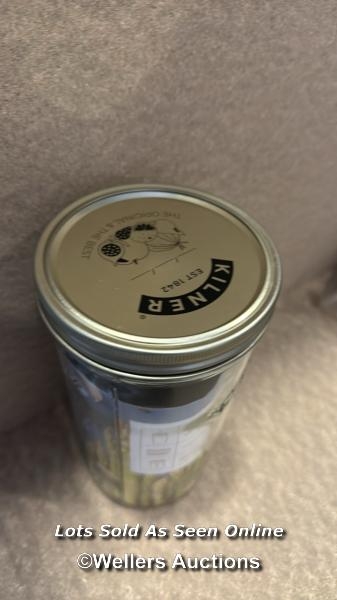 KILNER
®
EST 1842
THE ORIGINAL & THE BEST
Lots Sold As Seen Online
©Wellers Auctions